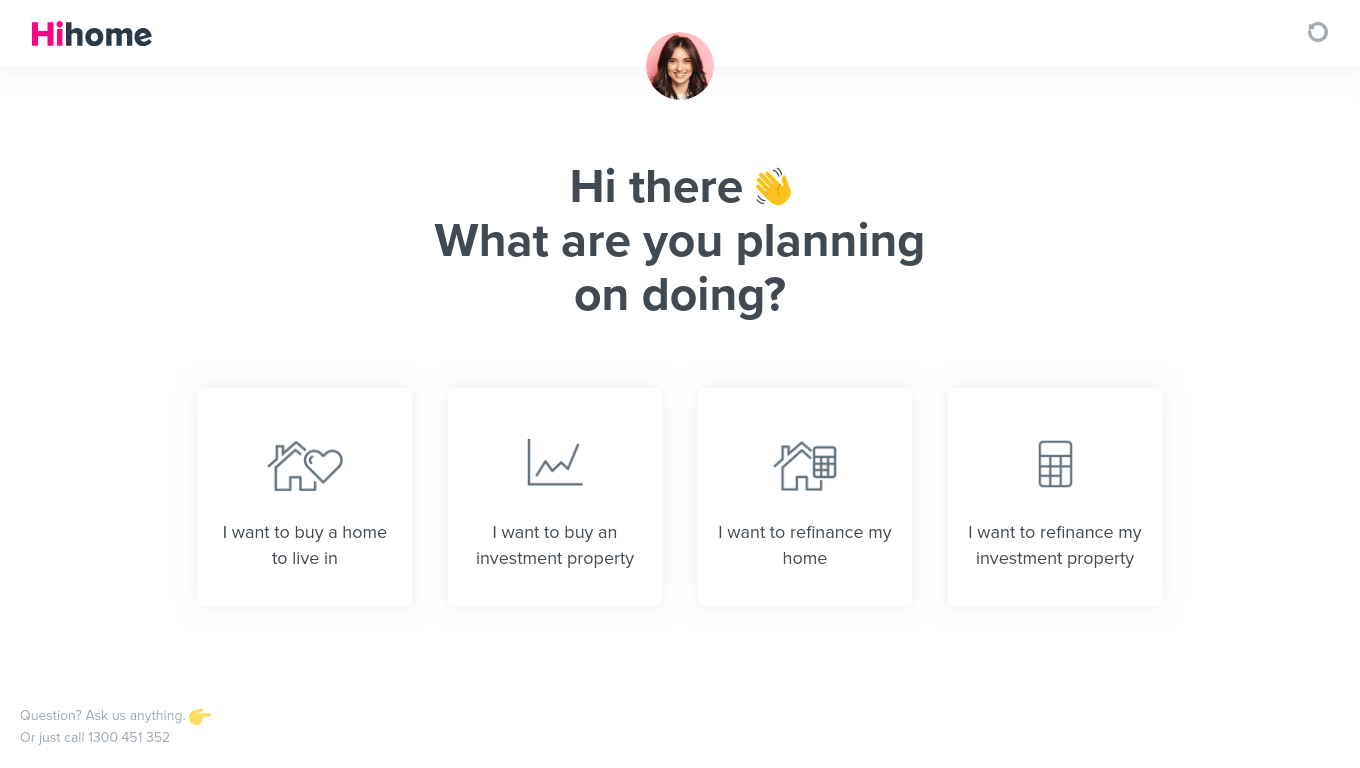 Hihome
Hi there 👋
What are you planning
on doing?
I want to buy a home
to live in
I want to buy an
investment property
I want to refinance my
home
I want to refinance my
investment property
Question? Ask us anything. 👉
Or just call 1300 451 352